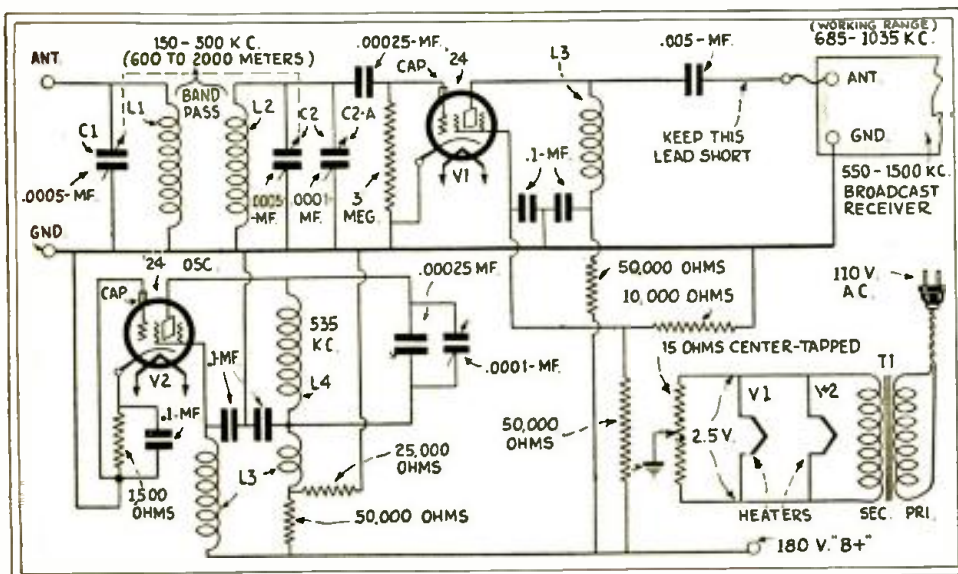 150-500 K C.
(600 TO 2000 METERS)
ANT.
BAND
PASS
L1
L2
C1
.0005-MF.
C2
C2-A
.0005-
MF.
.0001-
MF.
3
MEG.
.00025-MF.
CAP
'24
V1
L3
.1-MF.
.005-MF.
KEEP THIS
LEAD SHORT
(WORKING RANGE)
685-1035 KC.
ANT.
GND.
550-1500 KC.
BROADCAST
RECEIVER
GND.
'24 OSC
CAP
V2
.1-MF
1,500
OHMS
.1-MF
L3
535
KC.
L4
L3
25,000
OHMS
50,000 OHMS
.00025 MF.
.0001-MF.
50,000 OHMS
10,000 OHMS
50,000
OHMS
15 OHMS CENTER-TAPPED
2.5 V.
V1
V2
HEATERS
T1
SEC.
PRI.
110 V.
A C.
180 V. "B+"